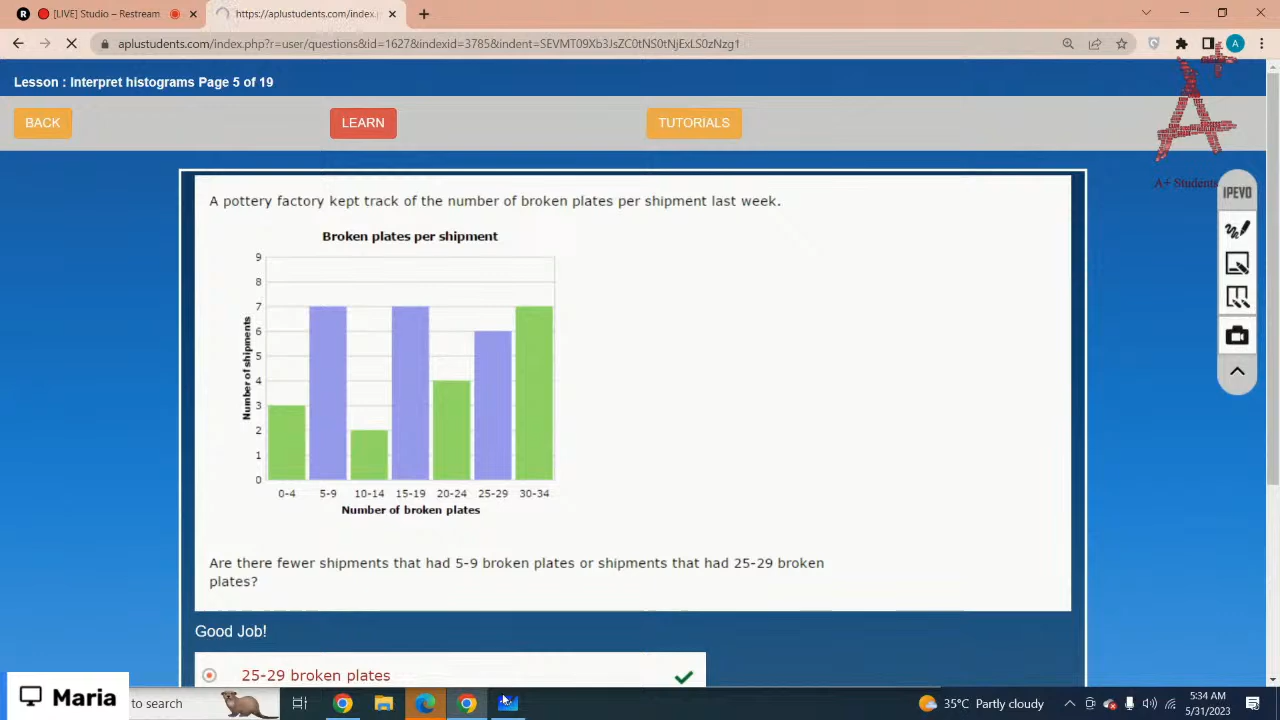 [LIVE] Studio – Restream
aplustudents.com/index.p
aplustudents.com/index.php?r=user/questions&id=1627&indexid=3785&indent=SEVMT09Xb3JsZC0tNS0tNjExLS0zNzg1
A
Lesson : Interpret histograms Page 5 of 19
BACK
LEARN
TUTORIALS
A+
A+ Students
IPEVO
A pottery factory kept track of the number of broken plates per shipment last week.
Broken plates per shipment
9
8
7
6
5
4
3
2
1
0
Number of shipments
0-4 5-9 10-14 15-19 20-24 25-29 30-34
Number of broken plates
Are there fewer shipments that had 5-9 broken plates or shipments that had 25-29 broken
plates?
Good Job!
25-29 broken plates
Maria
to search
35°C Partly cloudy
5:34 AM
5/31/2023